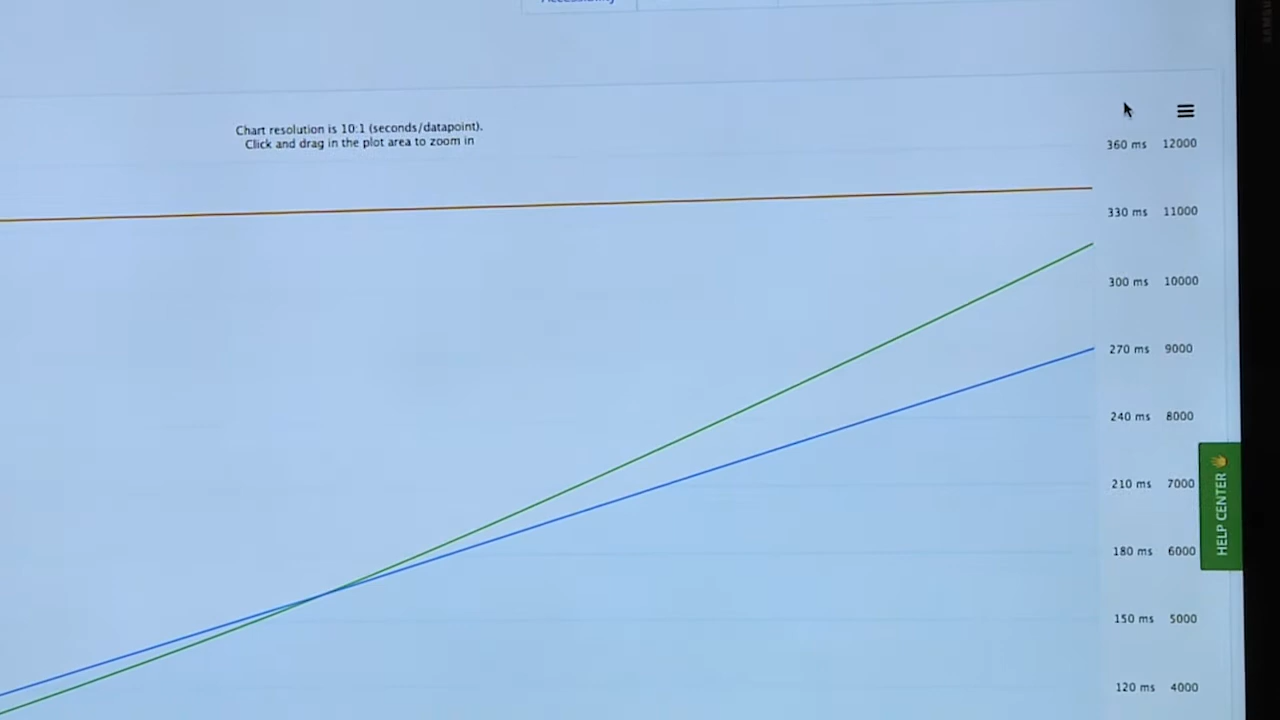 Accessibility
Chart resolution is 10:1 (seconds/datapoint).
Click and drag in the plot area to zoom in
360 ms 12000
330 ms 11000
300 ms 10000
270 ms 9000
240 ms 8000
210 ms 7000
180 ms 6000
150 ms 5000
120 ms 4000
HELP CENTER 👋